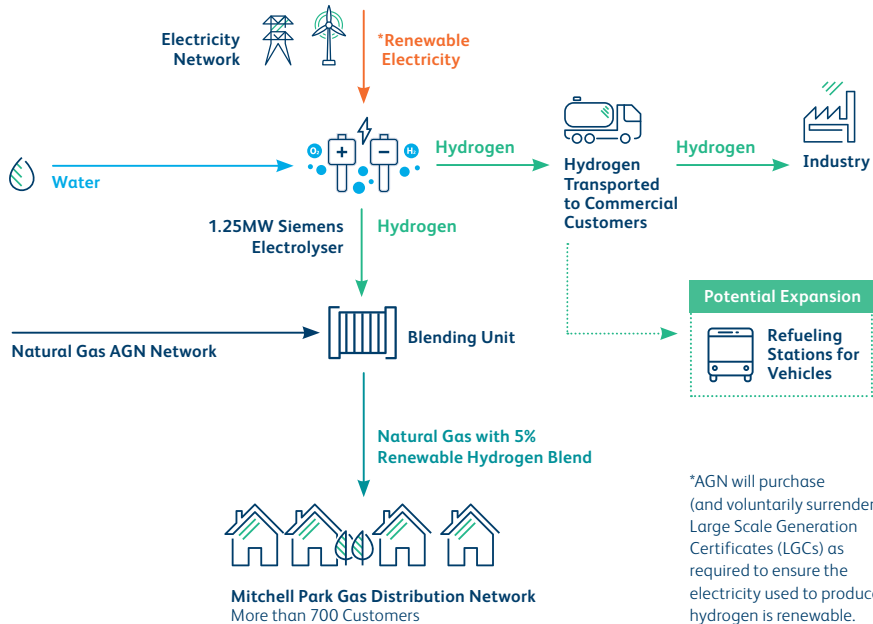 Electricity
Network
*Renewable
Electricity
O₂
+
−
H₂
Water
Hydrogen
Hydrogen
Transported
to Commercial
Customers
Hydrogen
Industry
1.25MW Siemens
Electrolyser
Hydrogen
Potential Expansion
Refueling
Stations for
Vehicles
Natural Gas AGN Network
Blending Unit
Natural Gas with 5%
Renewable Hydrogen Blend
Mitchell Park Gas Distribution Network
More than 700 Customers
*AGN will purchase
(and voluntarily surrender
Large Scale Generation
Certificates (LGCs) as
required to ensure the
electricity used to produce
hydrogen is renewable.